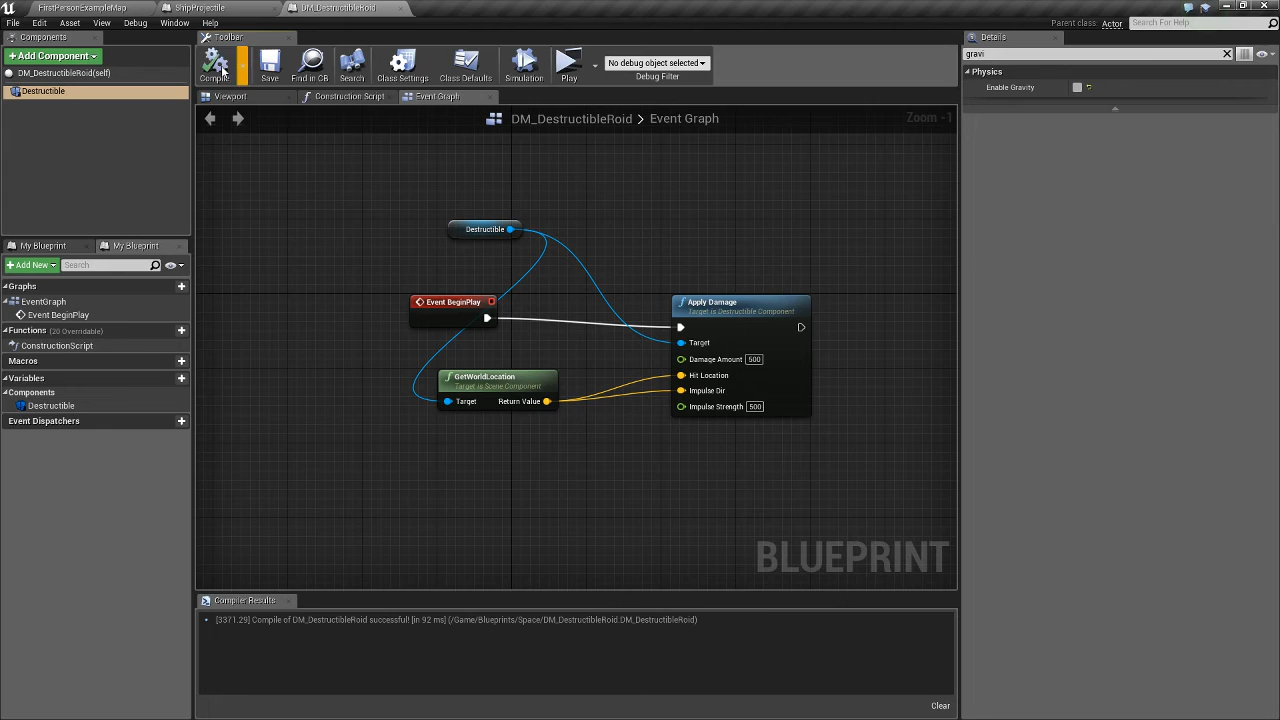 FirstPersonExampleMap
ShipProjectile
DM_DestructibleRoid
File
Edit
Asset
View
Debug
Window
Help
Parent class: Actor
Search For Help
Components
Toolbar
Details
Add Component
Compile
Save
Find in CB
Search
Class Settings
Class Defaults
Simulation
Play
No debug object selected
Debug Filter
gravi
DM_DestructibleRoid(self)
Destructible
Physics
Enable Gravity
Viewport
Construction Script
Event Graph
DM_DestructibleRoid > Event Graph
Zoom -1
Destructible
Event BeginPlay
Apply Damage
Target is Destructible Component
Target
Damage Amount 500
Hit Location
Impulse Dir
Impulse Strength 500
GetWorldLocation
Target is Scene Component
Target
Return Value
BLUEPRINT
My Blueprint
My Blueprint
Add New
Search
Graphs
EventGraph
Event BeginPlay
Functions (20 Overridable)
ConstructionScript
Macros
Variables
Components
Destructible
Event Dispatchers
Compiler Results
[3371.29] Compile of DM_DestructibleRoid successful! [in 92 ms] (/Game/Blueprints/Space/DM_DestructibleRoid.DM_DestructibleRoid)
Clear